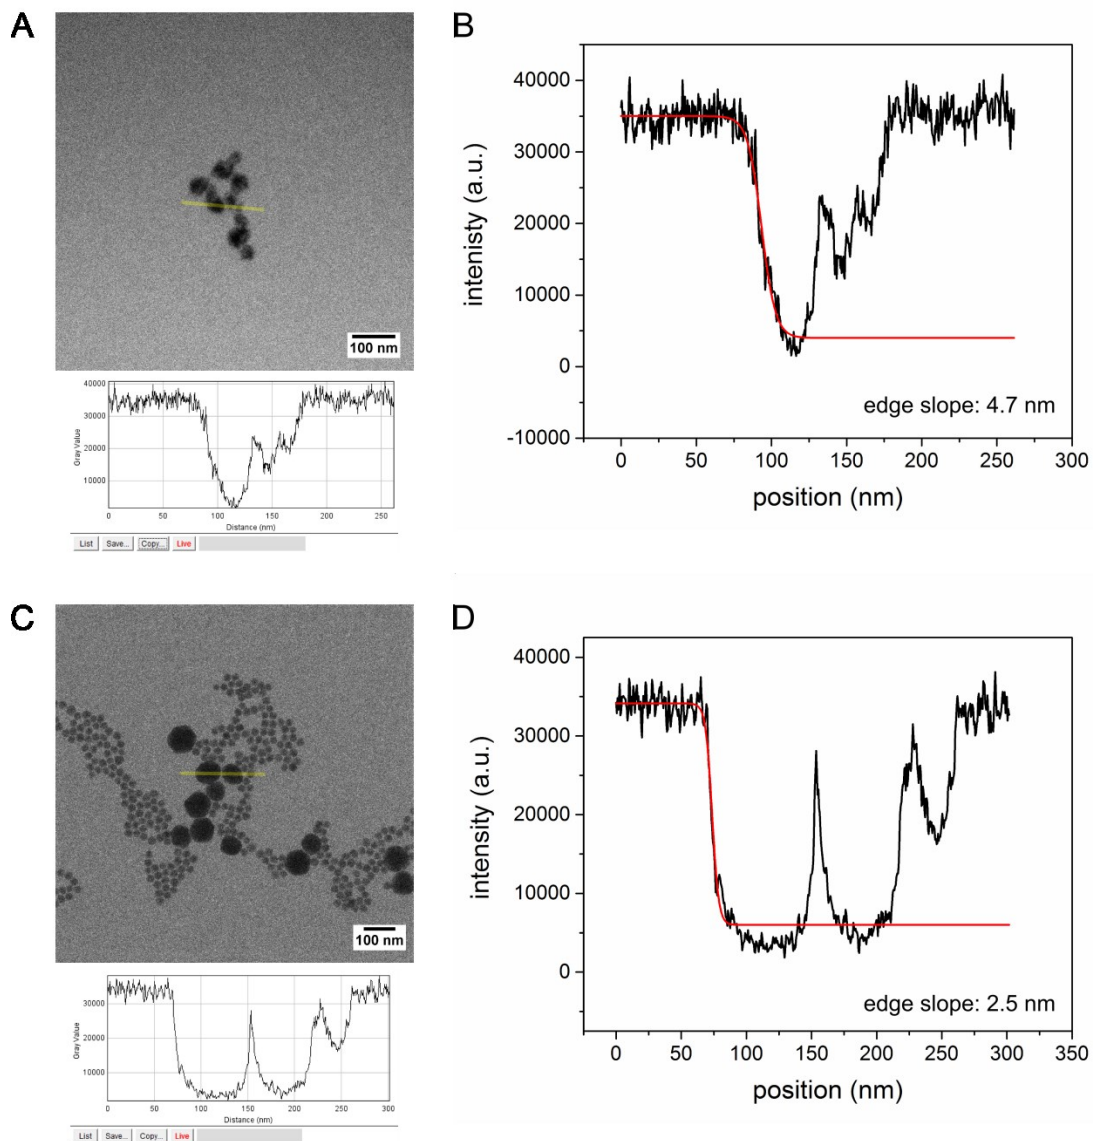 A
100 nm
40000
30000
20000
10000
Gray Value
0 50 100 150 200 250
Distance (nm)
List Save... Copy... Live
B
40000
30000
20000
10000
0
-10000
intenisty (a.u.)
edge slope: 4.7 nm
0 50 100 150 200 250 300
position (nm)
C
100 nm
30000
20000
10000
Gray Value
0 50 100 150 200 250 300
Distance (nm)
List Save... Copy... Live
D
40000
30000
20000
10000
0
intensity (a.u.)
edge slope: 2.5 nm
0 50 100 150 200 250 300 350
position (nm)